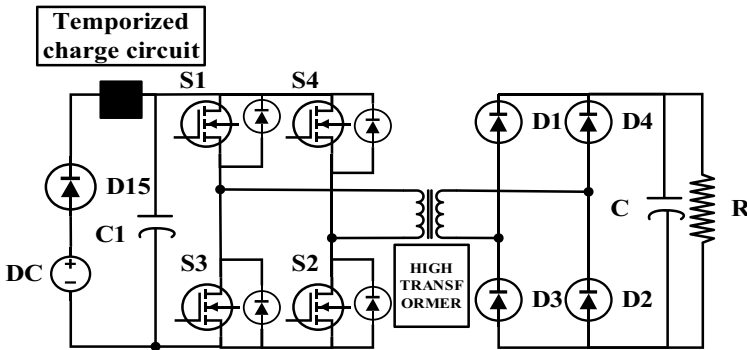 Temporized
charge circuit
S1
S4
D1
D4
D15
C1
C
R
DC
S3
S2
HIGH
TRANSF
ORMER
D3
D2